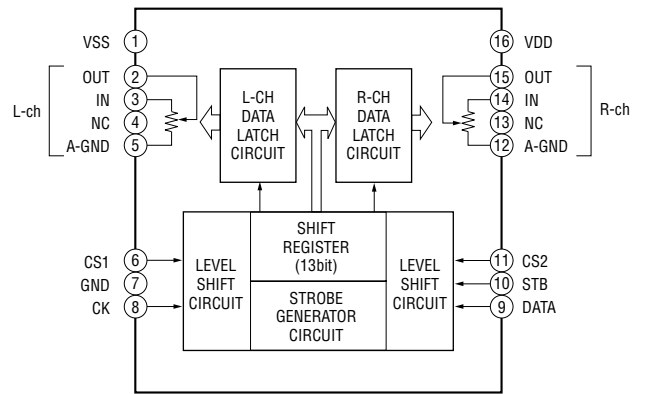 VSS 1
16 VDD
OUT 2
15 OUT
L-ch
IN 3
14 IN
R-ch
NC 4
13 NC
A-GND 5
12 A-GND
L-CH
DATA
LATCH
CIRCUIT
R-CH
DATA
LATCH
CIRCUIT
SHIFT
REGISTER
(13bit)
CS1 6
LEVEL
SHIFT
CIRCUIT
LEVEL
SHIFT
CIRCUIT
11 CS2
GND 7
10 STB
CK 8
9 DATA
STROBE
GENERATOR
CIRCUIT